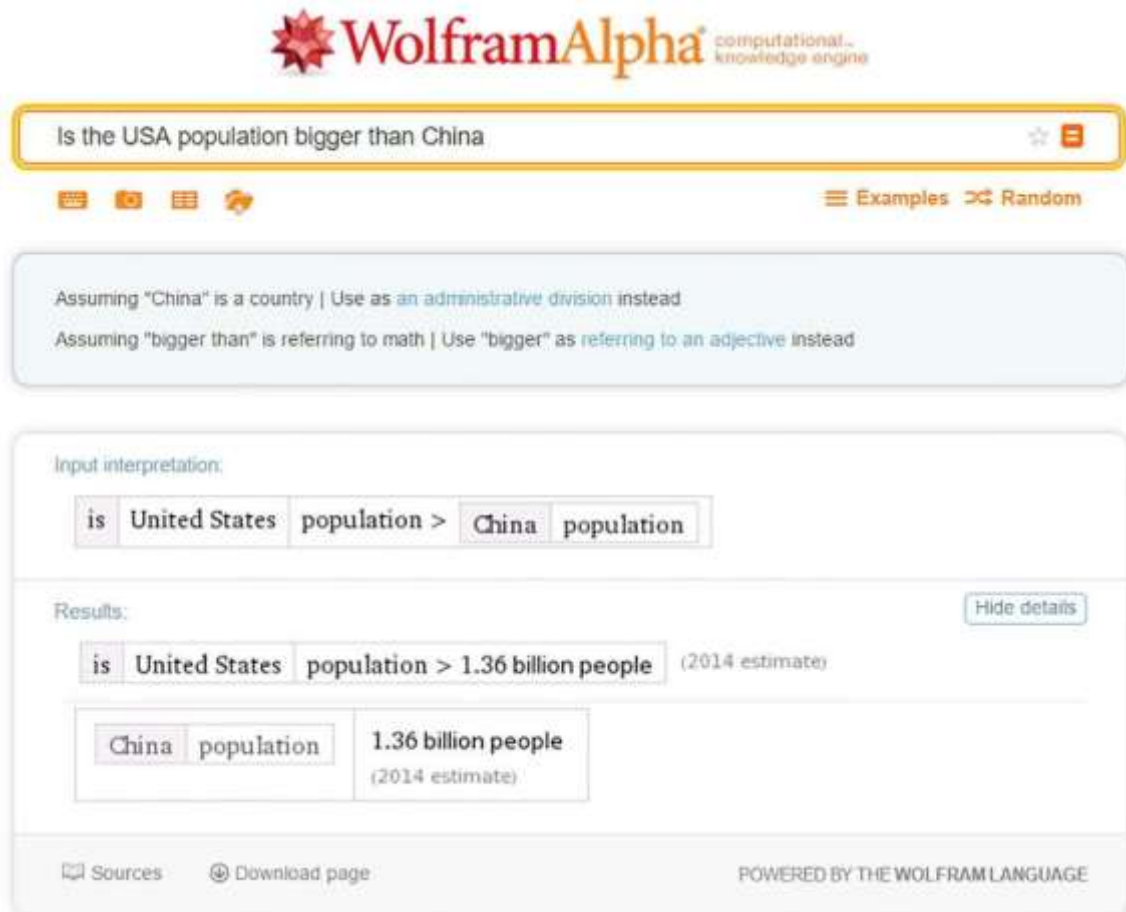 WolframAlpha computational knowledge engine
Is the USA population bigger than China
Examples Random
Assuming "China" is a country | Use as an administrative division instead
Assuming "bigger than" is referring to math | Use "bigger" as referring to an adjective instead
Input interpretation:
is United States population > China population
Results:
Hide details
is United States population > 1.36 billion people (2014 estimate)
China population 1.36 billion people
(2014 estimate)
Sources Download page POWERED BY THE WOLFRAM LANGUAGE